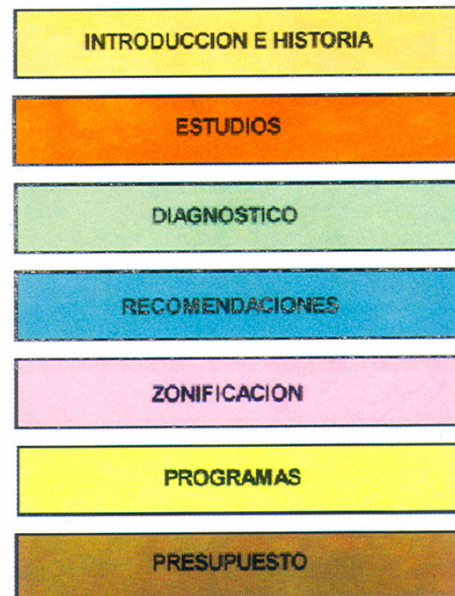 INTRODUCCION E HISTORIA
ESTUDIOS
DIAGNOSTICO
RECOMENDACIONES
ZONIFICACION
PROGRAMAS
PRESUPUESTO